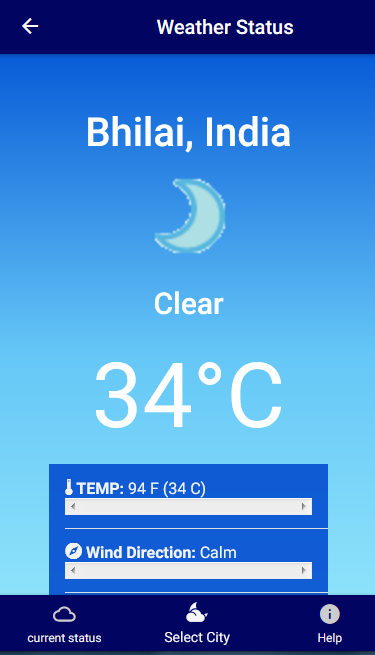 Weather Status
Bhilai, India
Clear
34°C
TEMP: 94 F (34 C)
Wind Direction: Calm
current status
Select City
Help